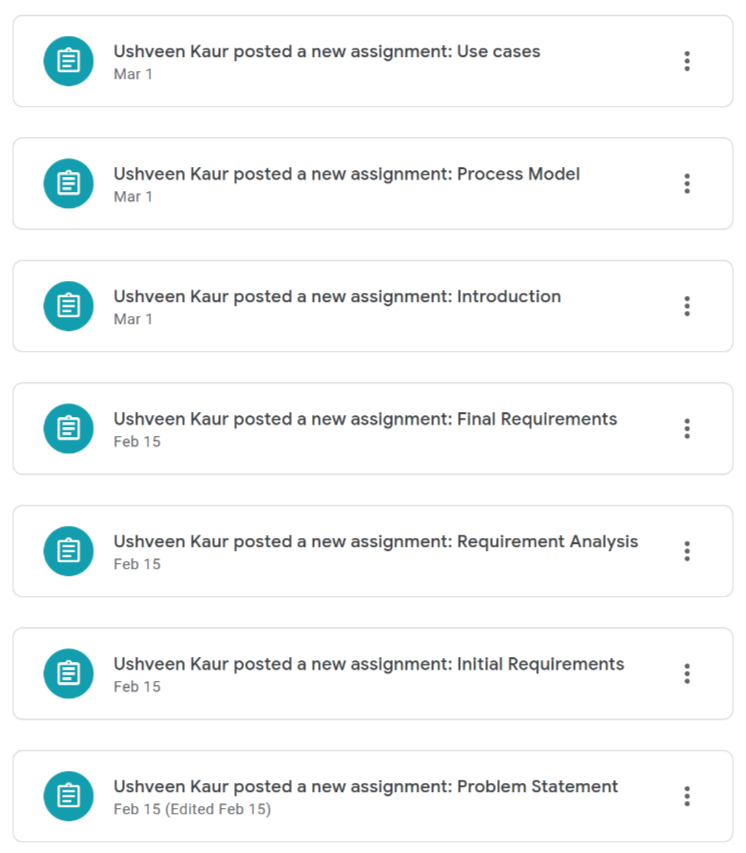 Ushveen Kaur posted a new assignment: Use cases
Mar 1
Ushveen Kaur posted a new assignment: Process Model
Mar 1
Ushveen Kaur posted a new assignment: Introduction
Mar 1
Ushveen Kaur posted a new assignment: Final Requirements
Feb 15
Ushveen Kaur posted a new assignment: Requirement Analysis
Feb 15
Ushveen Kaur posted a new assignment: Initial Requirements
Feb 15
Ushveen Kaur posted a new assignment: Problem Statement
Feb 15 (Edited Feb 15)